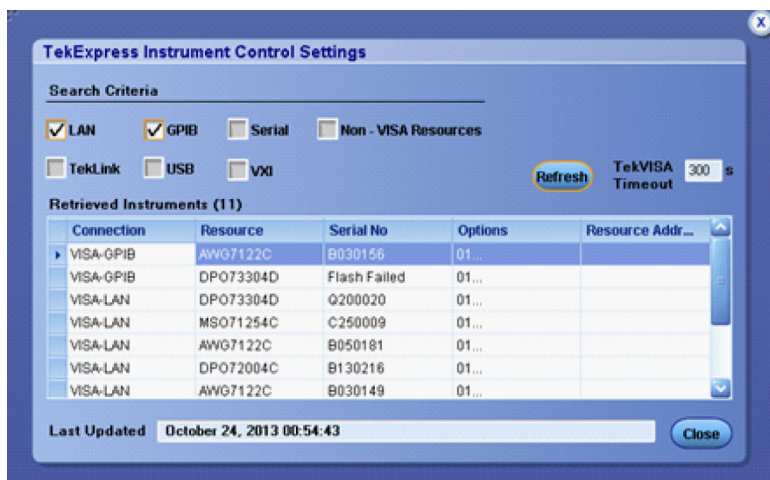 X
TekExpress Instrument Control Settings
Search Criteria
LAN GPIB Serial Non - VISA Resources
TekLink USB VXI Refresh TekVISA Timeout 300 s
Retrieved Instruments (11)
Connection Resource Serial No Options Resource Addr...
VISA-GPIB AWG7122C B030156 01...
VISA-GPIB DPO73304D Flash Failed 01...
VISA-LAN DPO73304D Q200020 01...
VISA-LAN MSO71254C C250009 01...
VISA-LAN AWG7122C B050181 01...
VISA-LAN DPO72004C B130216 01...
VISA-LAN AWG7122C B030149 01...
Last Updated October 24, 2013 00:54:43 Close